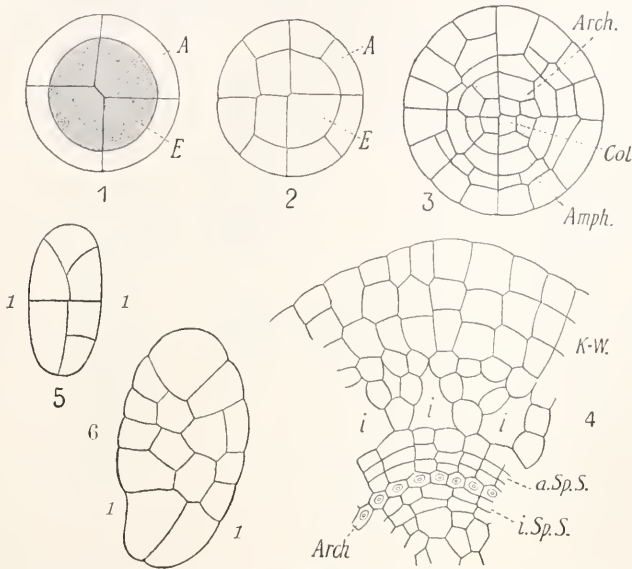 A
E
1
A
E
2
Arch.
Col.
Amph.
3
1 1
5
6
1 1
K-W.
i i i
4
a.Sp.S.
i.Sp.S.
Arch